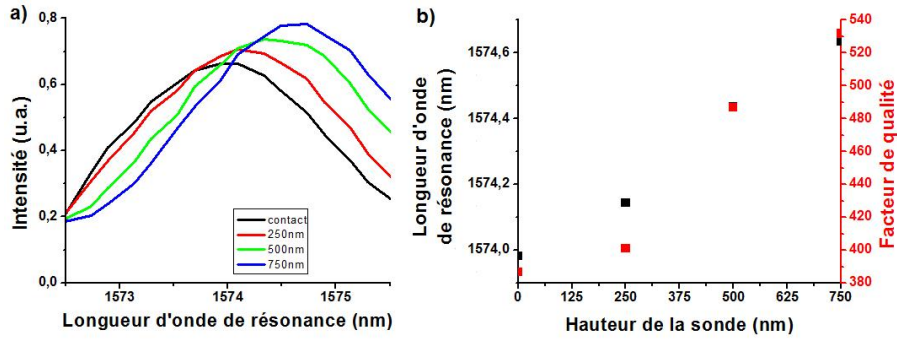 a)
Intensité (u.a.)
0,8
0,6
0,4
0,2
0,0
1573
1574
1575
contact
250nm
500nm
750nm
Longueur d'onde de résonance (nm)
b)
Longueur d'onde
de résonance (nm)
1574,6
1574,4
1574,2
1574,0
0
125
250
375
500
625
750
Hauteur de la sonde (nm)
540
520
500
480
460
440
420
400
380
Facteur de qualité